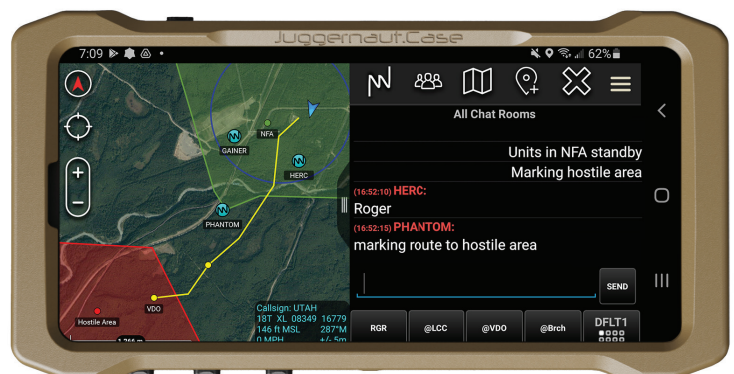 Juggernaut.Case
7:09
62%
All Chat Rooms
Units in NFA standby
Marking hostile area
(16:52:10) HERC:
Roger
(16:52:15) PHANTOM:
marking route to hostile area
SEND
RGR
@LCC
@VDO
@Brch
DFLT1
NFA
GAINER
HERC
PHANTOM
VDO
Hostile Area
Callsign: UTAH
18T XL 08349 16779
146 ft MSL 287°M
0 MPH +/- 5m